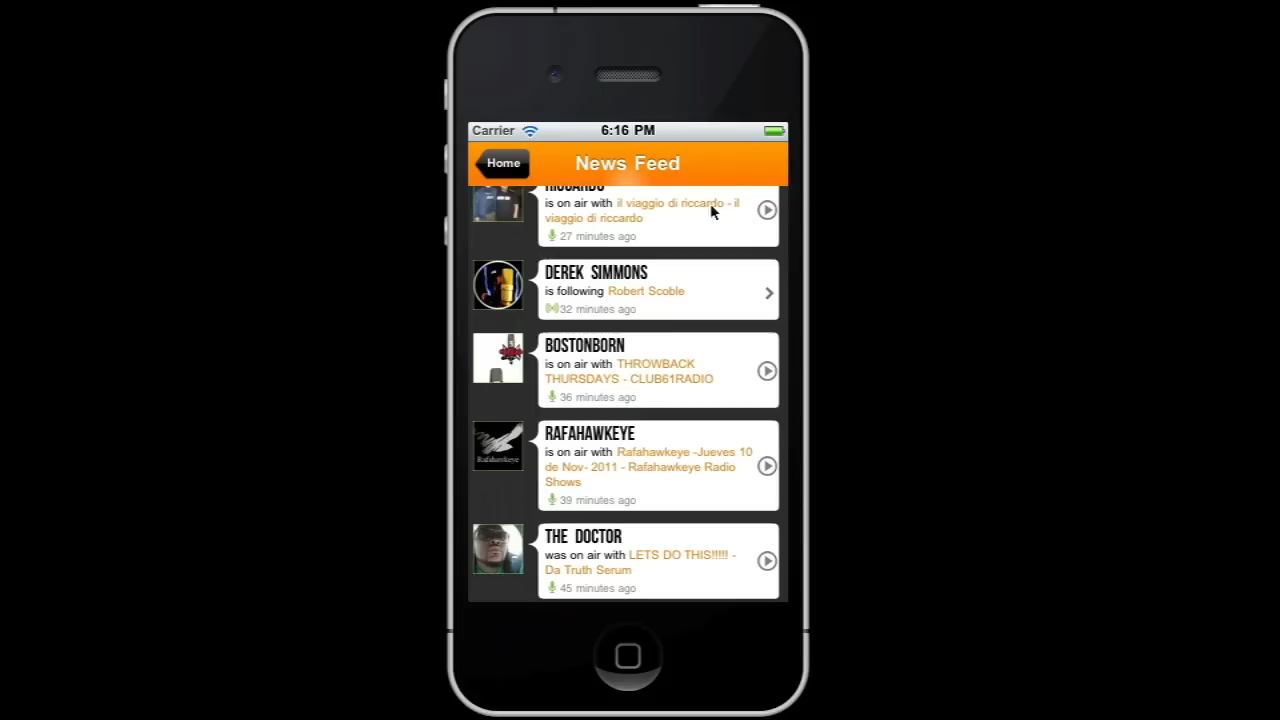 Carrier 6:16 PM
Home News Feed
RICCARDO
is on air with il viaggio di riccardo - il
viaggio di riccardo
27 minutes ago
DEREK SIMMONS
is following Robert Scoble
32 minutes ago
BOSTONBORN
is on air with THROWBACK
THURSDAYS - CLUB61RADIO
36 minutes ago
RAFAHAWKEYE
Rafahawkeye
is on air with Rafahawkeye -Jueves 10
de Nov- 2011 - Rafahawkeye Radio
Shows
39 minutes ago
THE DOCTOR
was on air with LETS DO THIS!!!!! -
Da Truth Serum
45 minutes ago